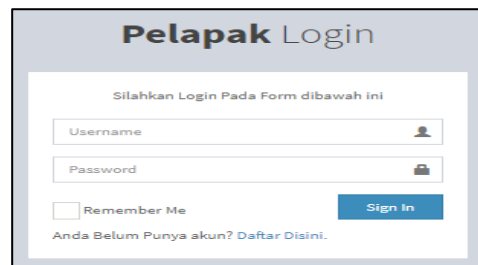 Pelapak Login
Silahkan Login Pada Form dibawah ini
Username
Password
Remember Me
Sign In
Anda Belum Punya akun? Daftar Disini.